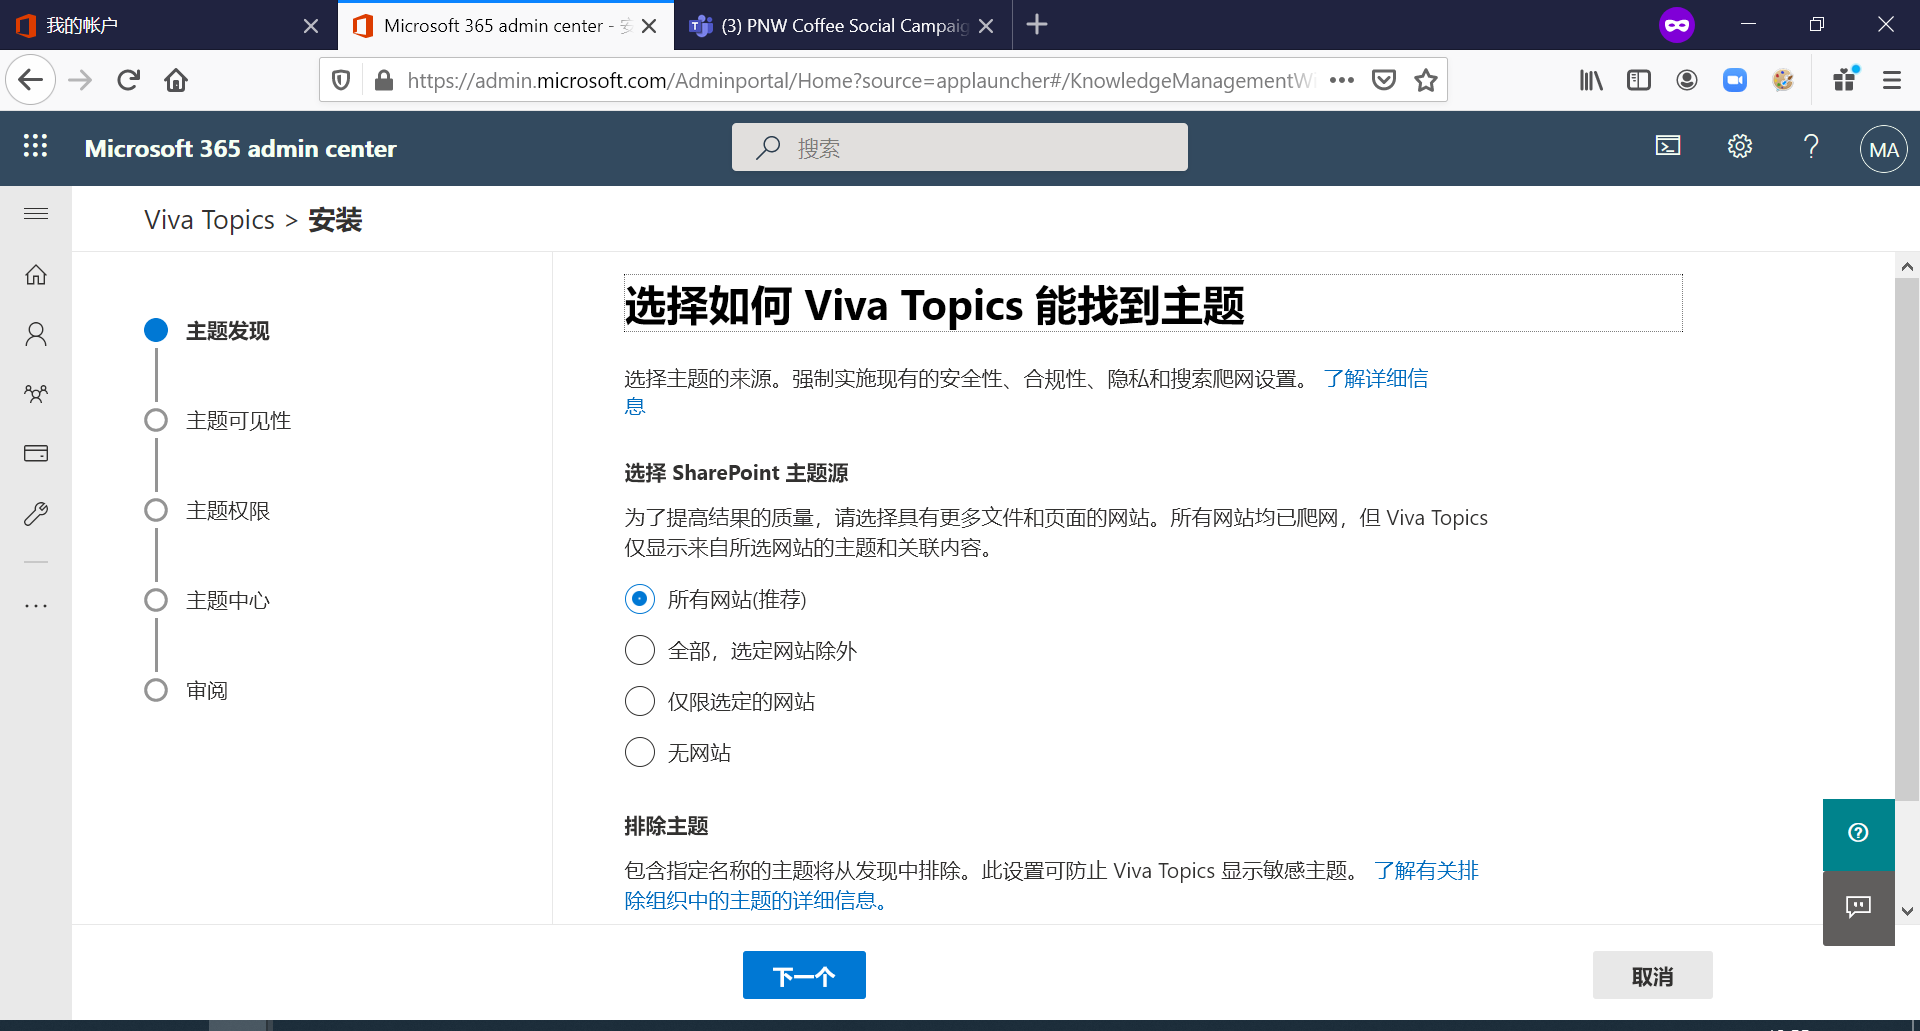 我的帐户
Microsoft 365 admin center - 安
(3) PNW Coffee Social Campaig
https://admin.microsoft.com/Adminportal/Home?source=applauncher#/KnowledgeManagementWi
Microsoft 365 admin center
搜索
MA
Viva Topics > 安装
主题发现
主题可见性
主题权限
主题中心
审阅
选择如何 Viva Topics 能找到主题
选择主题的来源。强制实施现有的安全性、合规性、隐私和搜索爬网设置。 了解详细信
息
选择 SharePoint 主题源
为了提高结果的质量，请选择具有更多文件和页面的网站。所有网站均已爬网，但 Viva Topics
仅显示来自所选网站的主题和关联内容。
所有网站(推荐)
全部，选定网站除外
仅限选定的网站
无网站
排除主题
包含指定名称的主题将从发现中排除。此设置可防止 Viva Topics 显示敏感主题。 了解有关排
除组织中的主题的详细信息。
下一个
取消